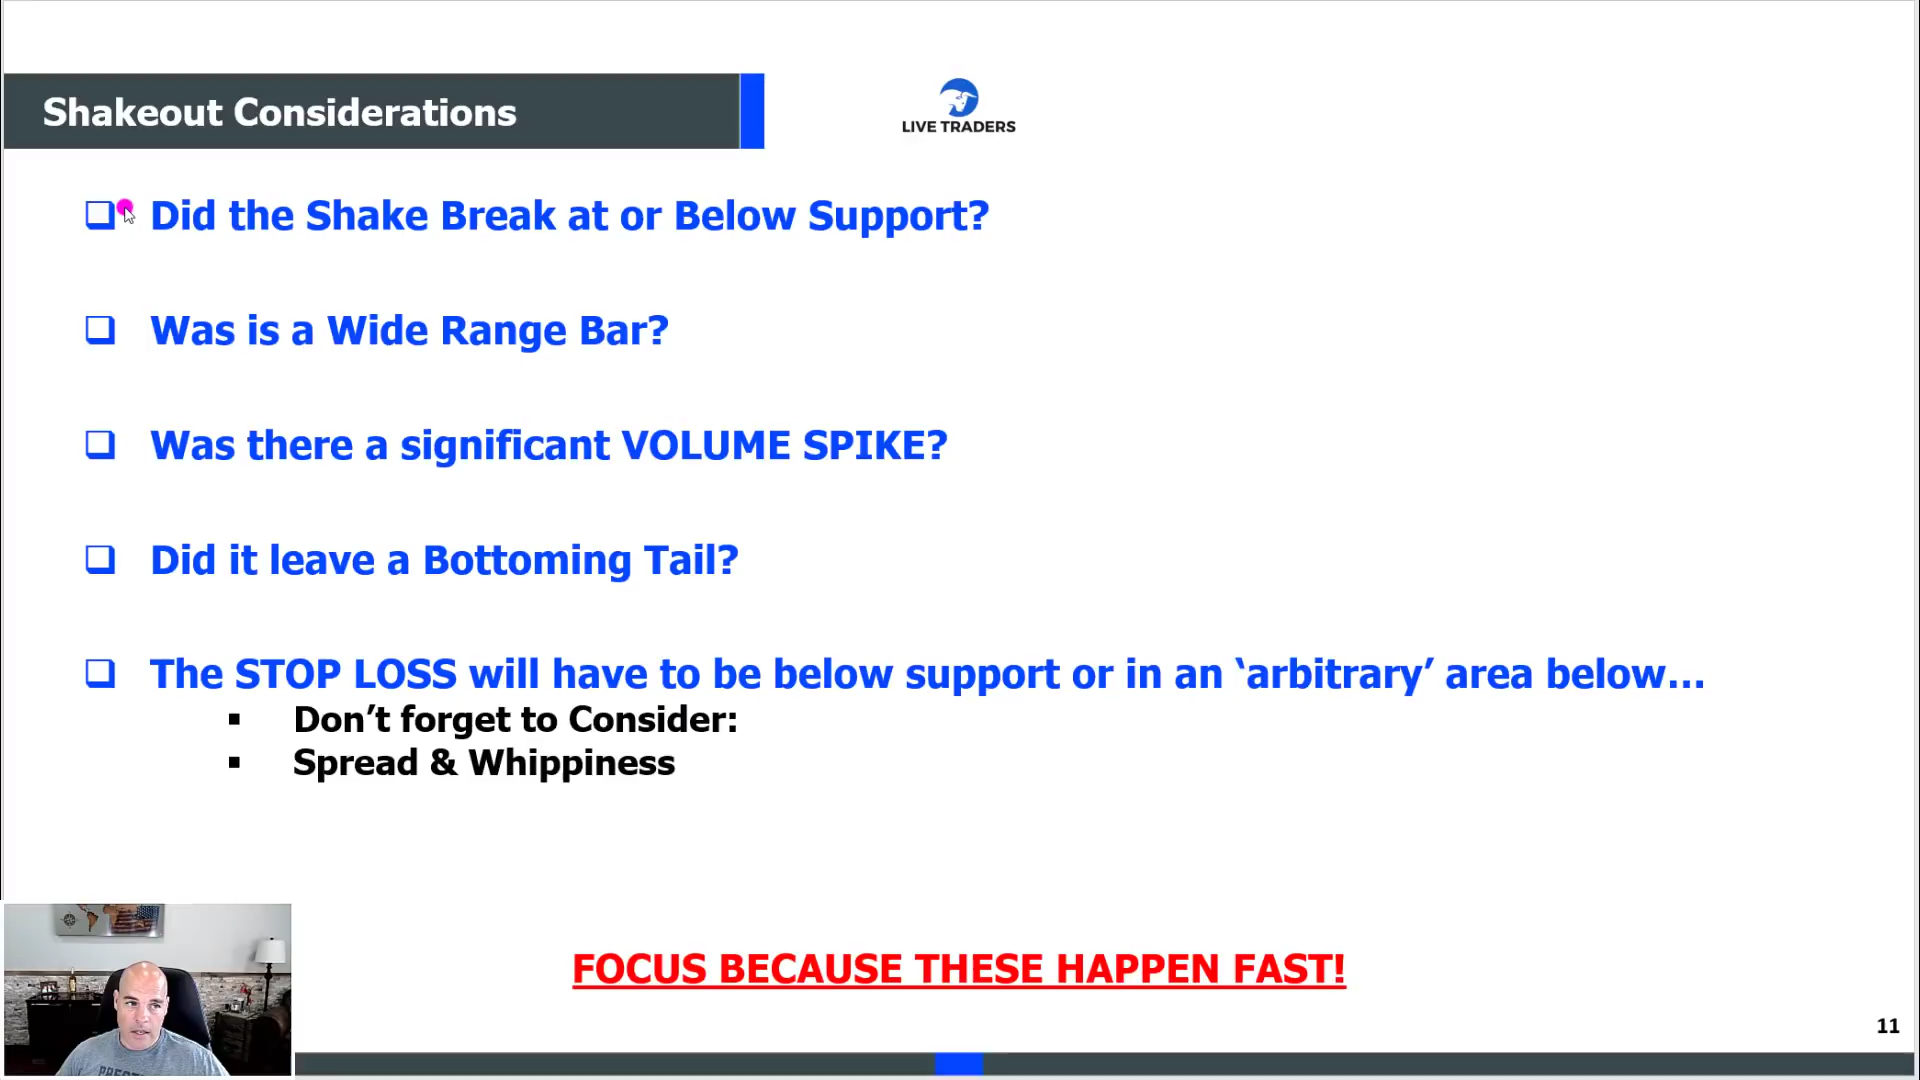 Shakeout Considerations
LIVE TRADERS
Did the Shake Break at or Below Support?
Was is a Wide Range Bar?
Was there a significant VOLUME SPIKE?
Did it leave a Bottoming Tail?
The STOP LOSS will have to be below support or in an ‘arbitrary’ area below…
Don’t forget to Consider:
Spread & Whippiness
FOCUS BECAUSE THESE HAPPEN FAST!
11